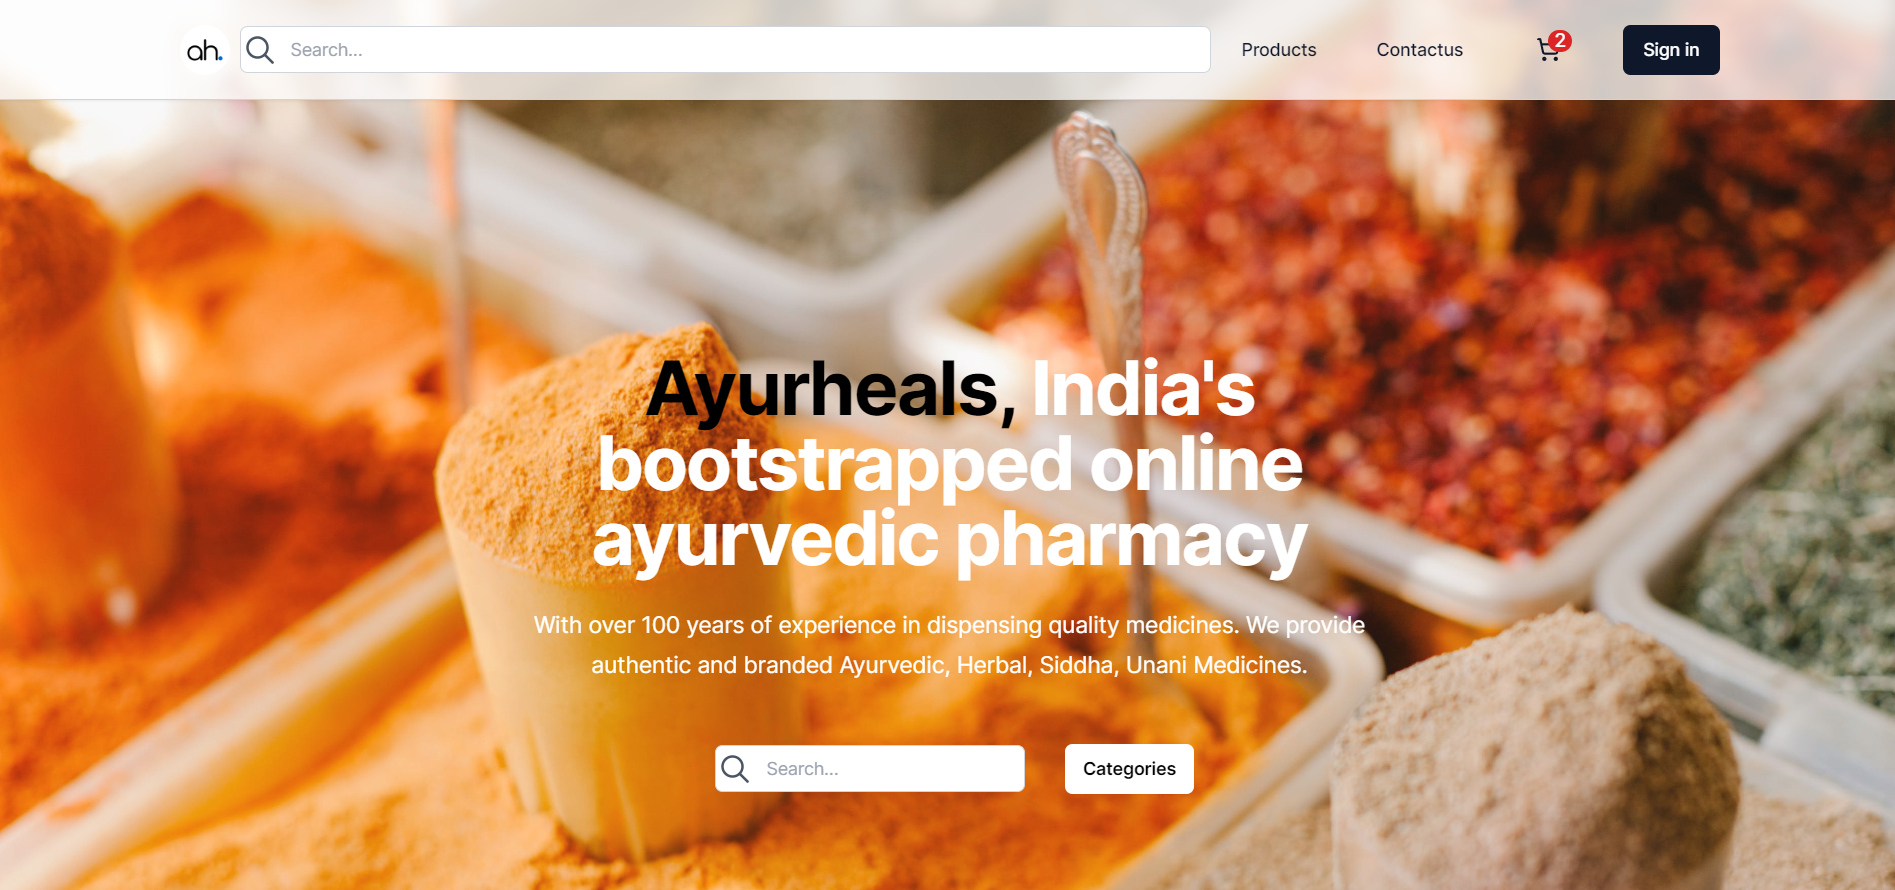 ah.
Search...
Products
Contactus
2
Sign in
Ayurheals, India's
bootstrapped online
ayurvedic pharmacy
With over 100 years of experience in dispensing quality medicines. We provide
authentic and branded Ayurvedic, Herbal, Siddha, Unani Medicines.
Search...
Categories